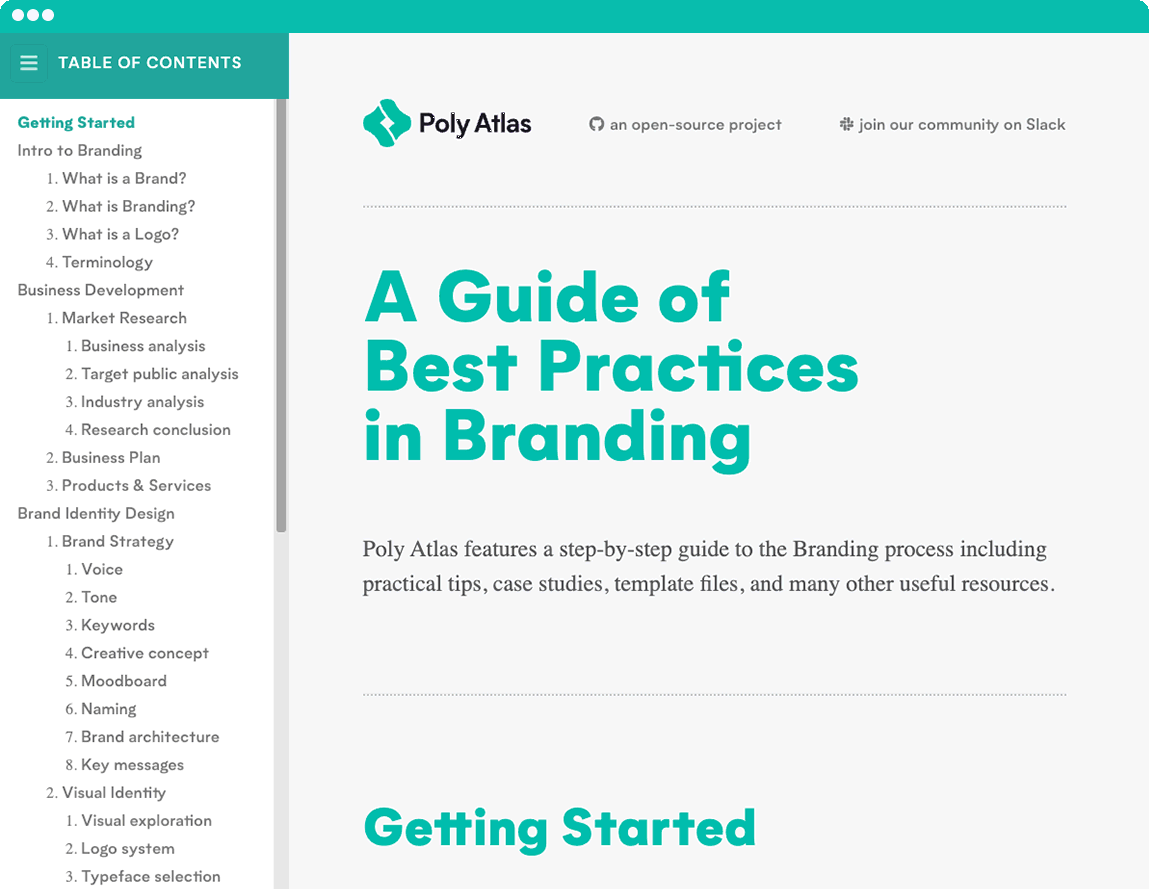 TABLE OF CONTENTS
Getting Started
Intro to Branding
1. What is a Brand?
2. What is Branding?
3. What is a Logo?
4. Terminology
Business Development
1. Market Research
1. Business analysis
2. Target public analysis
3. Industry analysis
4. Research conclusion
2. Business Plan
3. Products & Services
Brand Identity Design
1. Brand Strategy
1. Voice
2. Tone
3. Keywords
4. Creative concept
5. Moodboard
6. Naming
7. Brand architecture
8. Key messages
2. Visual Identity
1. Visual exploration
2. Logo system
3. Typeface selection
Poly Atlas
an open-source project
join our community on Slack
A Guide of
Best Practices
in Branding
Poly Atlas features a step-by-step guide to the Branding process including
practical tips, case studies, template files, and many other useful resources.
Getting Started